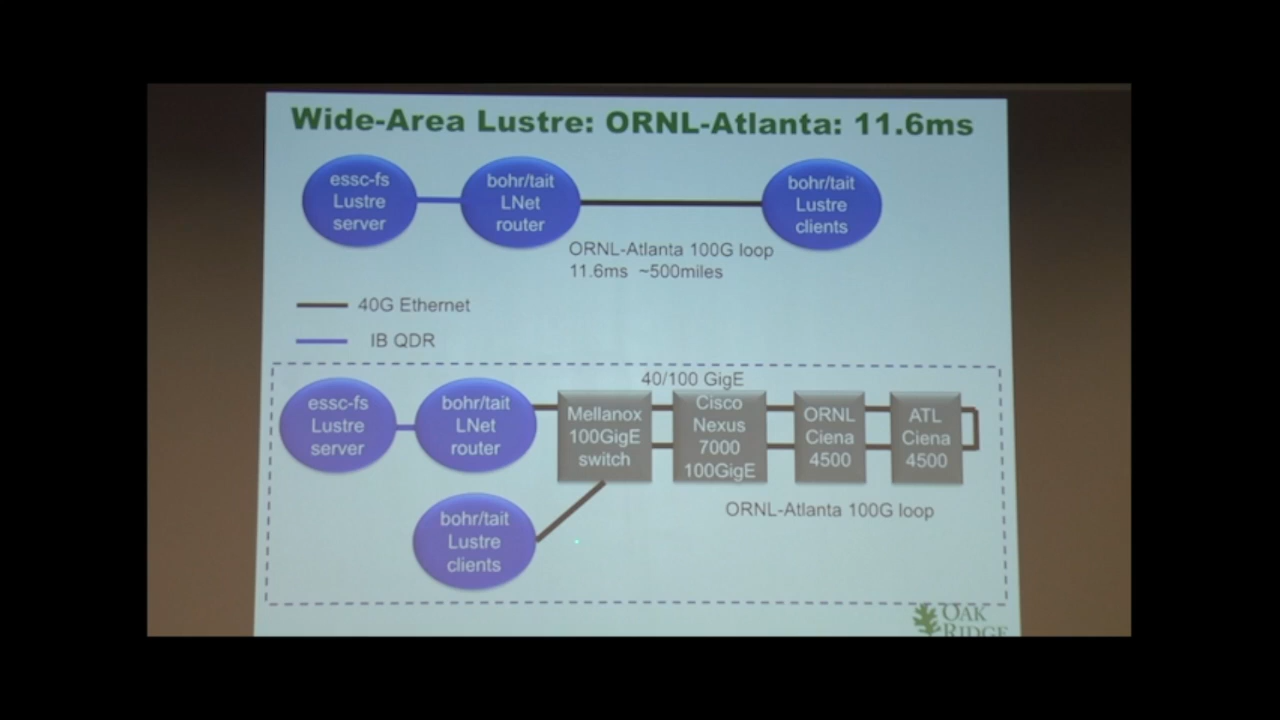 Wide-Area Lustre: ORNL-Atlanta: 11.6ms
essc-fs
Lustre
server
bohr/tait
LNet
router
bohr/tait
Lustre
clients
ORNL-Atlanta 100G loop
11.6ms ~500miles
40G Ethernet
IB QDR
40/100 GigE
essc-fs
Lustre
server
bohr/tait
LNet
router
Mellanox
100GigE
switch
Cisco
Nexus
7000
100GigE
ORNL
Ciena
4500
ATL
Ciena
4500
ORNL-Atlanta 100G loop
bohr/tait
Lustre
clients
OAK
RIDGE